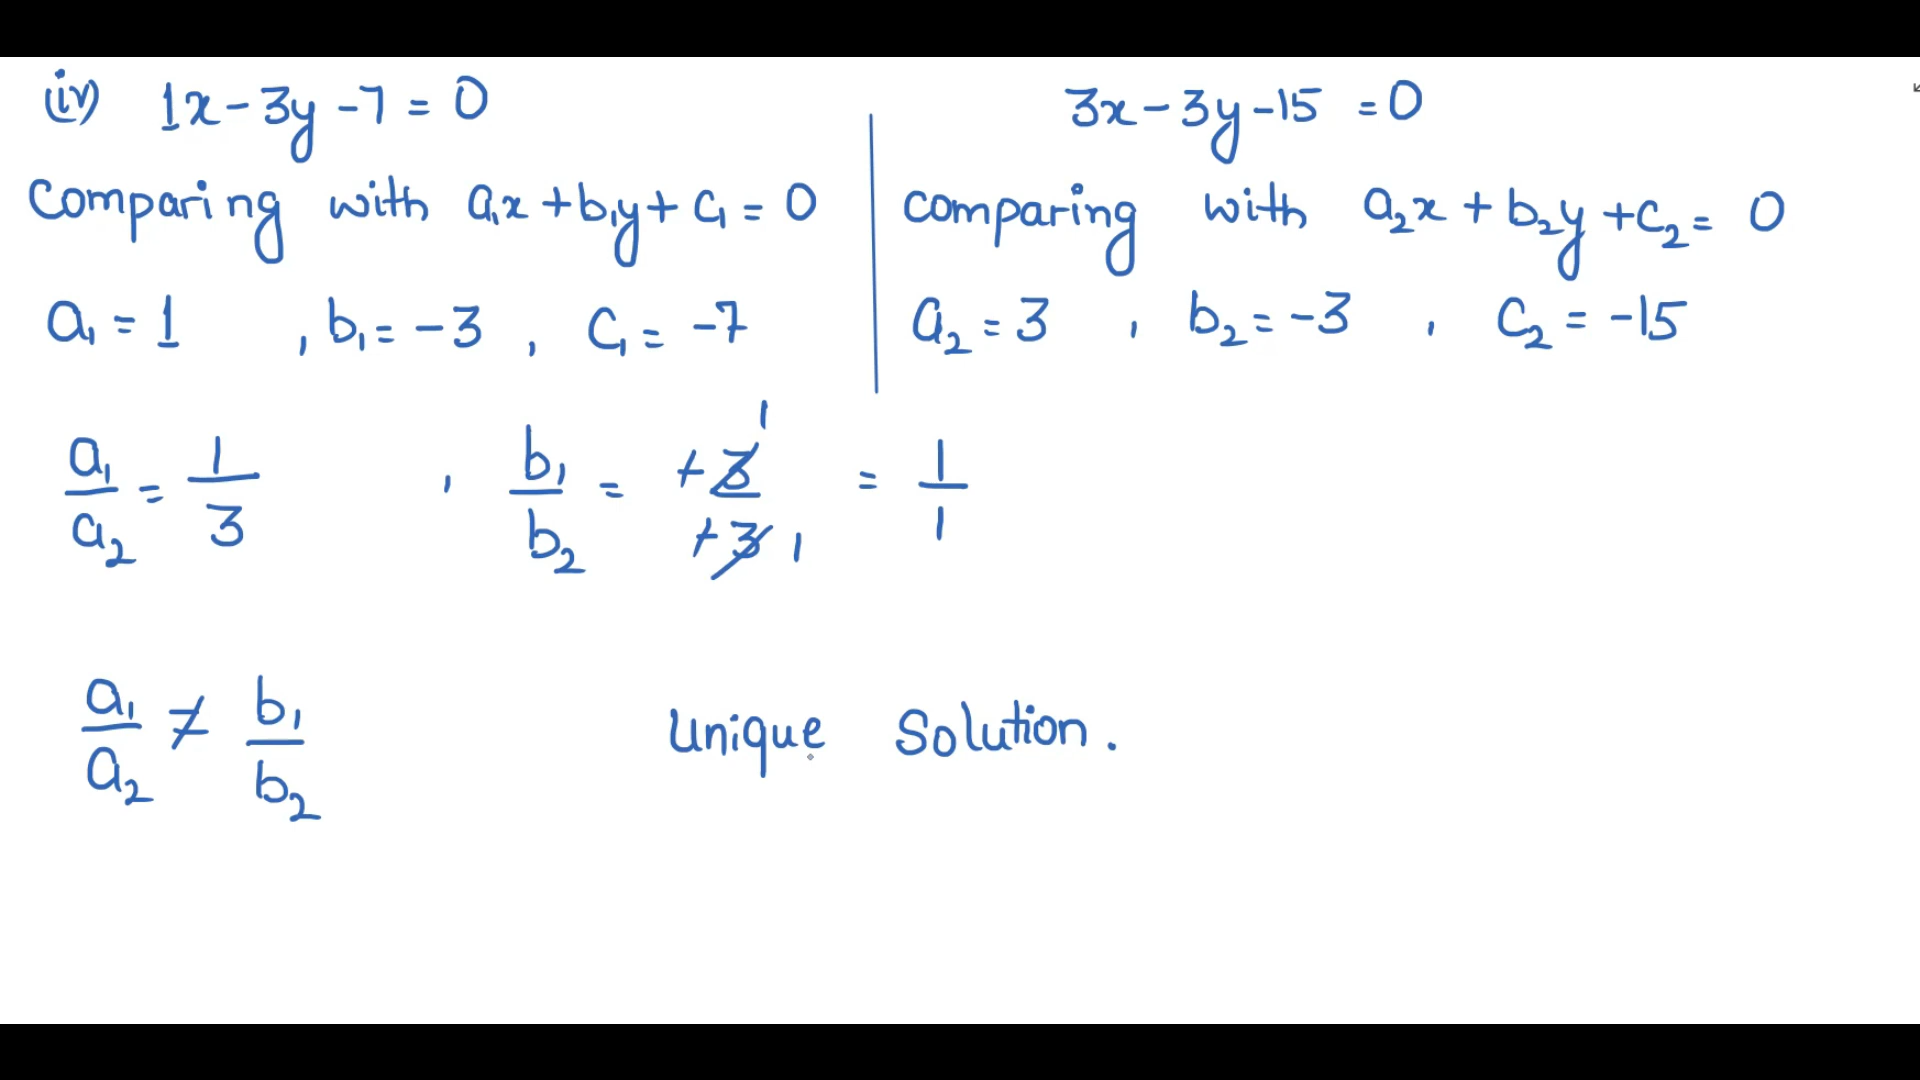 (iv) 1x - 3y - 7 = 0
Comparing with a₁x + b₁y + c₁ = 0
a₁ = 1 , b₁ = -3 , c₁ = -7
3x - 3y - 15 = 0
comparing with a₂x + b₂y + c₂ = 0
a₂ = 3 , b₂ = -3 , c₂ = -15
a₁/a₂ = 1/3 , b₁/b₂ = +3 1/+3 1 = 1/1
a₁/a₂ ≠ b₁/b₂ Unique Solution.